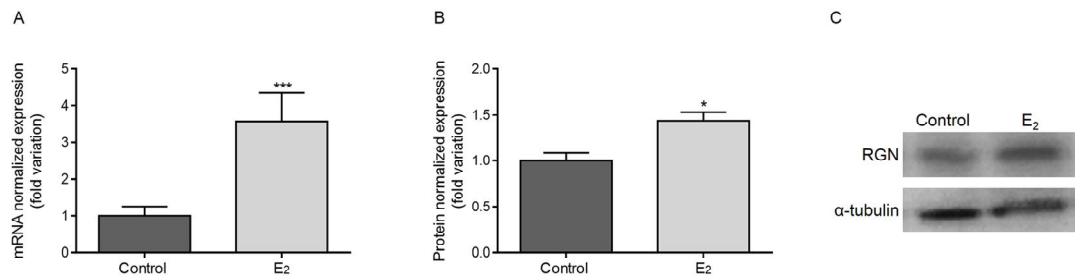 A
mRNA normalized expression
(fold variation)
5
4
3
2
1
0
***
Control
E₂
B
Protein normalized expression
(fold variation)
2.0
1.5
1.0
0.5
0.0
*
Control
E₂
C
Control E₂
RGN
α-tubulin